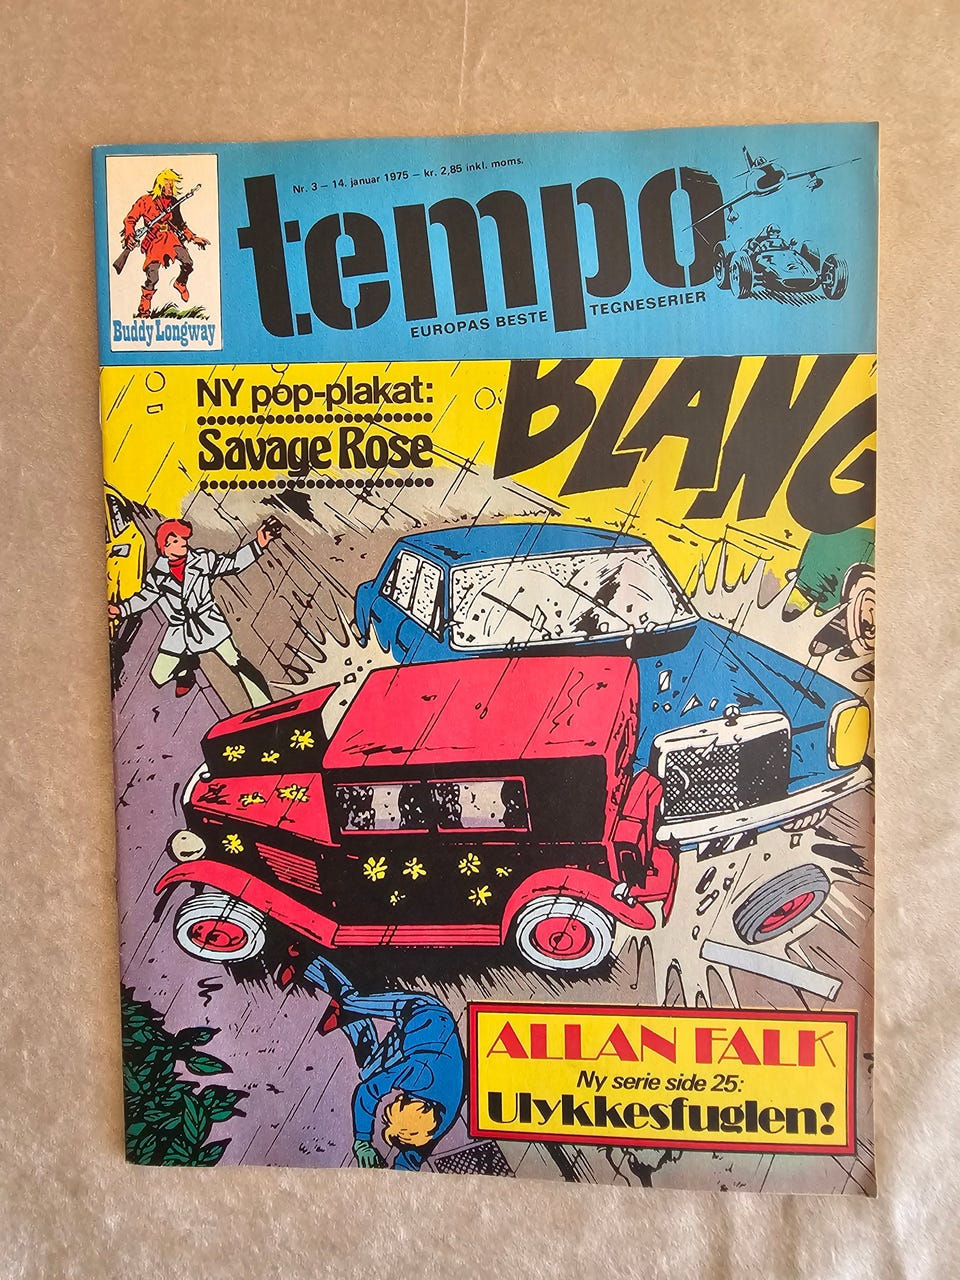 Nr. 3 – 14. januar 1975 – kr. 2,85 inkl. moms.
tempo
EUROPAS BESTE TEGNESERIER
Buddy Longway
NY pop-plakat:
Savage Rose
BLANG
ALLAN FALK
Ny serie side 25:
Ulykkesfuglen!